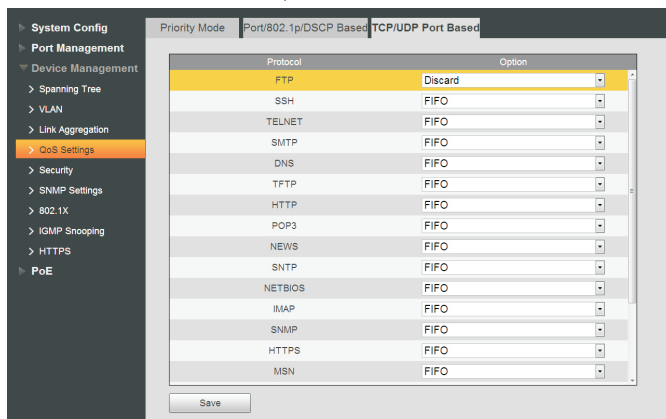 System Config
Port Management
Device Management
> Spanning Tree
> VLAN
> Link Aggregation
> QoS Settings
> Security
> SNMP Settings
> 802.1X
> IGMP Snooping
> HTTPS
PoE
Priority Mode Port/802.1p/DSCP Based TCP/UDP Port Based
Protocol Option
FTP Discard
SSH FIFO
TELNET FIFO
SMTP FIFO
DNS FIFO
TFTP FIFO
HTTP FIFO
POP3 FIFO
NEWS FIFO
SNTP FIFO
NETBIOS FIFO
IMAP FIFO
SNMP FIFO
HTTPS FIFO
MSN FIFO
Save